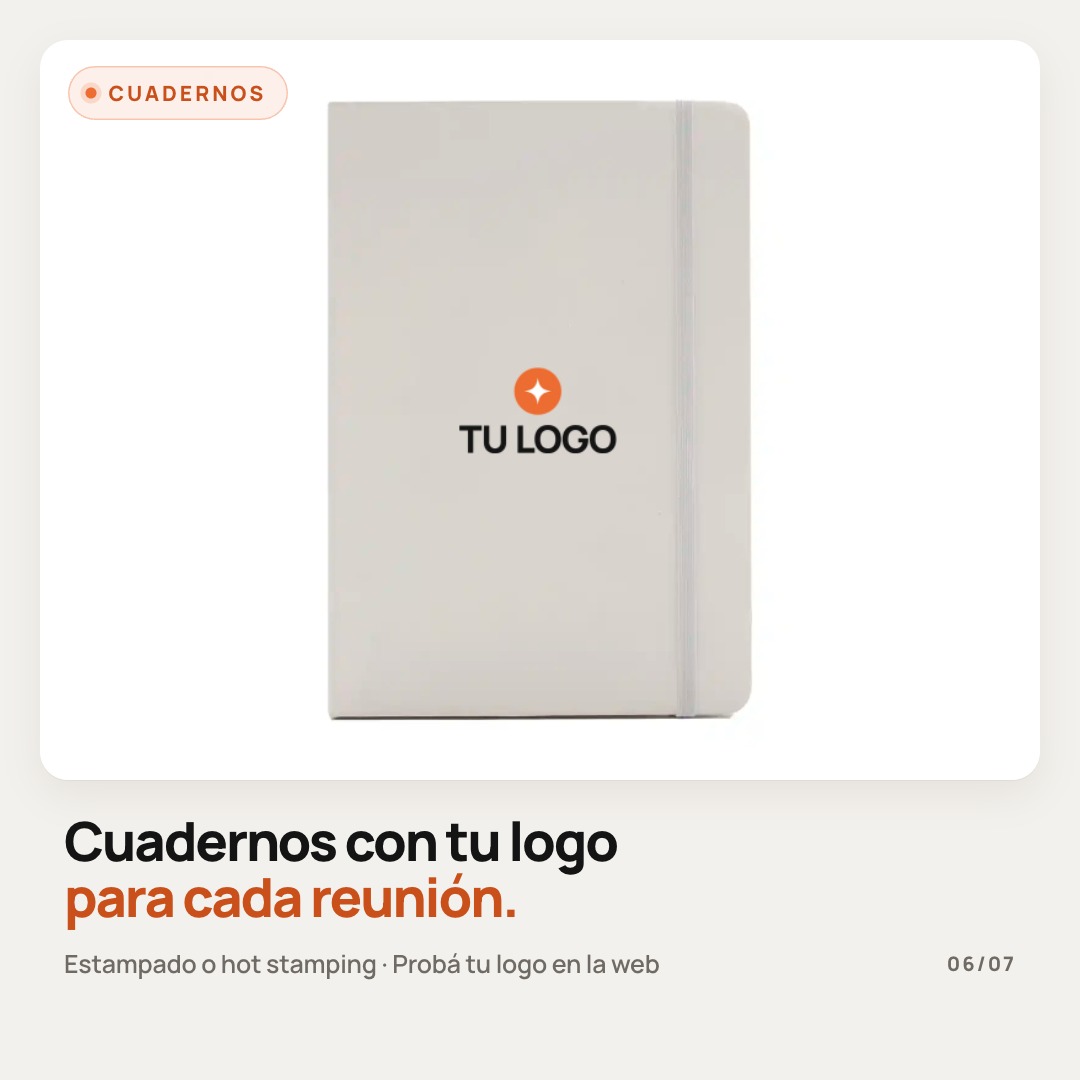 CUADERNOS
TU LOGO
Cuadernos con tu logo
para cada reunión.
Estampado o hot stamping · Probá tu logo en la web
06/07